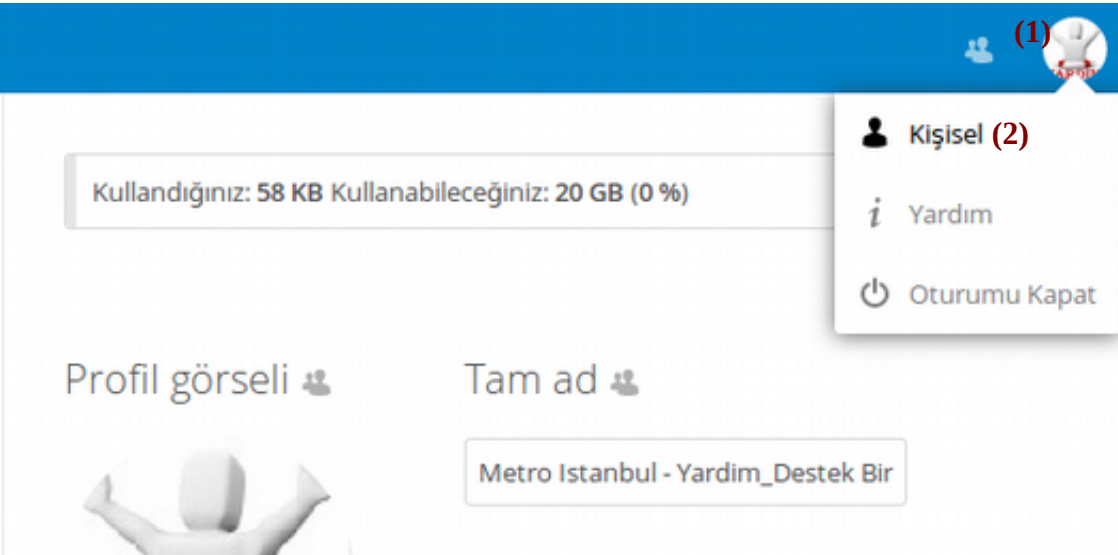 (1)
Kişisel (2)
Kullandığınız: 58 KB Kullanabileceğiniz: 20 GB (0 %)
Yardım
Oturumu Kapat
Profil görseli
Tam ad
Metro Istanbul - Yardim_Destek Bir